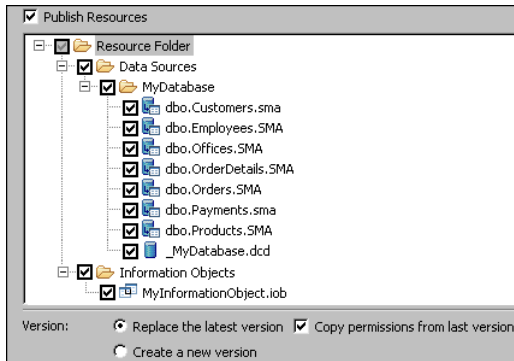 Publish Resources
Resource Folder
Data Sources
MyDatabase
dbo.Customers.sma
dbo.Employees.SMA
dbo.Offices.SMA
dbo.OrderDetails.SMA
dbo.Orders.SMA
dbo.Payments.sma
dbo.Products.SMA
_MyDatabase.dcd
Information Objects
MyInformationObject.iob
Version: Replace the latest version Copy permissions from last version
Create a new version